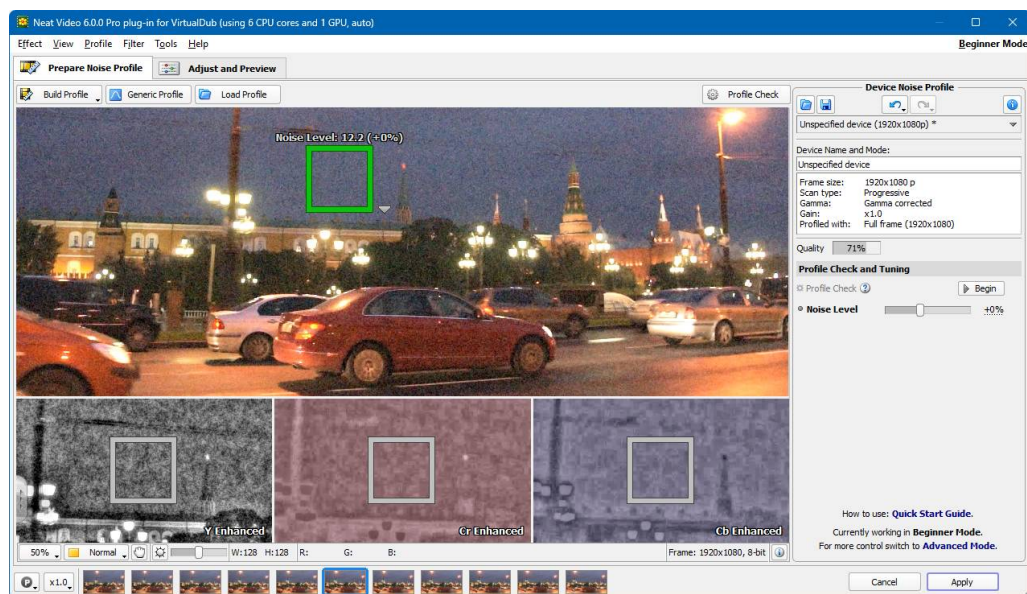 Neat Video 6.0.0 Pro plug-in for VirtualDub (using 6 CPU cores and 1 GPU, auto)
Effect View Profile Filter Tools Help
Beginner Mode
Prepare Noise Profile
Adjust and Preview
Build Profile
Generic Profile
Load Profile
Profile Check
Noise Level: 12.2 (+0%)
Y Enhanced
Cr Enhanced
Cb Enhanced
50%
Normal
W:128 H:128 R: G: B:
Frame: 1920x1080, 8-bit
P
x1.0
Device Noise Profile
Unspecified device (1920x1080p) *
Device Name and Mode:
Unspecified device
Frame size: 1920x1080 p
Scan type: Progressive
Gamma: Gamma corrected
Gain: x1.0
Profiled with: Full frame (1920x1080)
Quality 71%
Profile Check and Tuning
Profile Check
Begin
Noise Level +0%
How to use: Quick Start Guide.
Currently working in Beginner Mode.
For more control switch to Advanced Mode.
Cancel
Apply